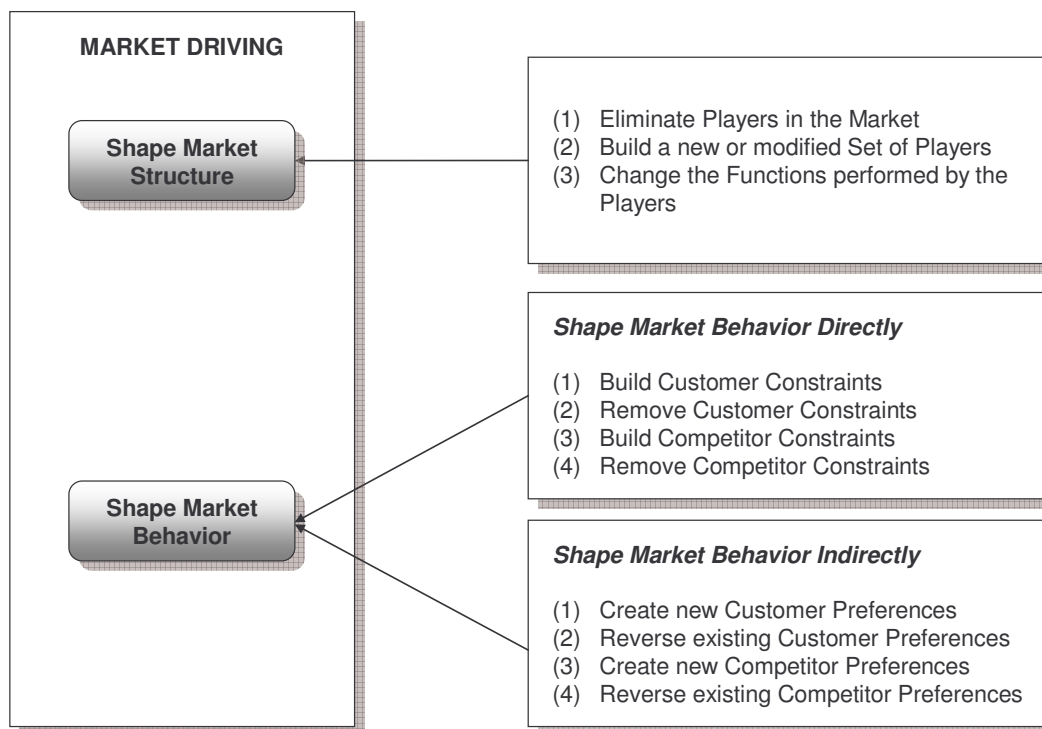 MARKET DRIVING
Shape Market
Structure
(1) Eliminate Players in the Market
(2) Build a new or modified Set of Players
(3) Change the Functions performed by the
Players
Shape Market Behavior Directly
(1) Build Customer Constraints
(2) Remove Customer Constraints
(3) Build Competitor Constraints
(4) Remove Competitor Constraints
Shape Market
Behavior
Shape Market Behavior Indirectly
(1) Create new Customer Preferences
(2) Reverse existing Customer Preferences
(3) Create new Competitor Preferences
(4) Reverse existing Competitor Preferences